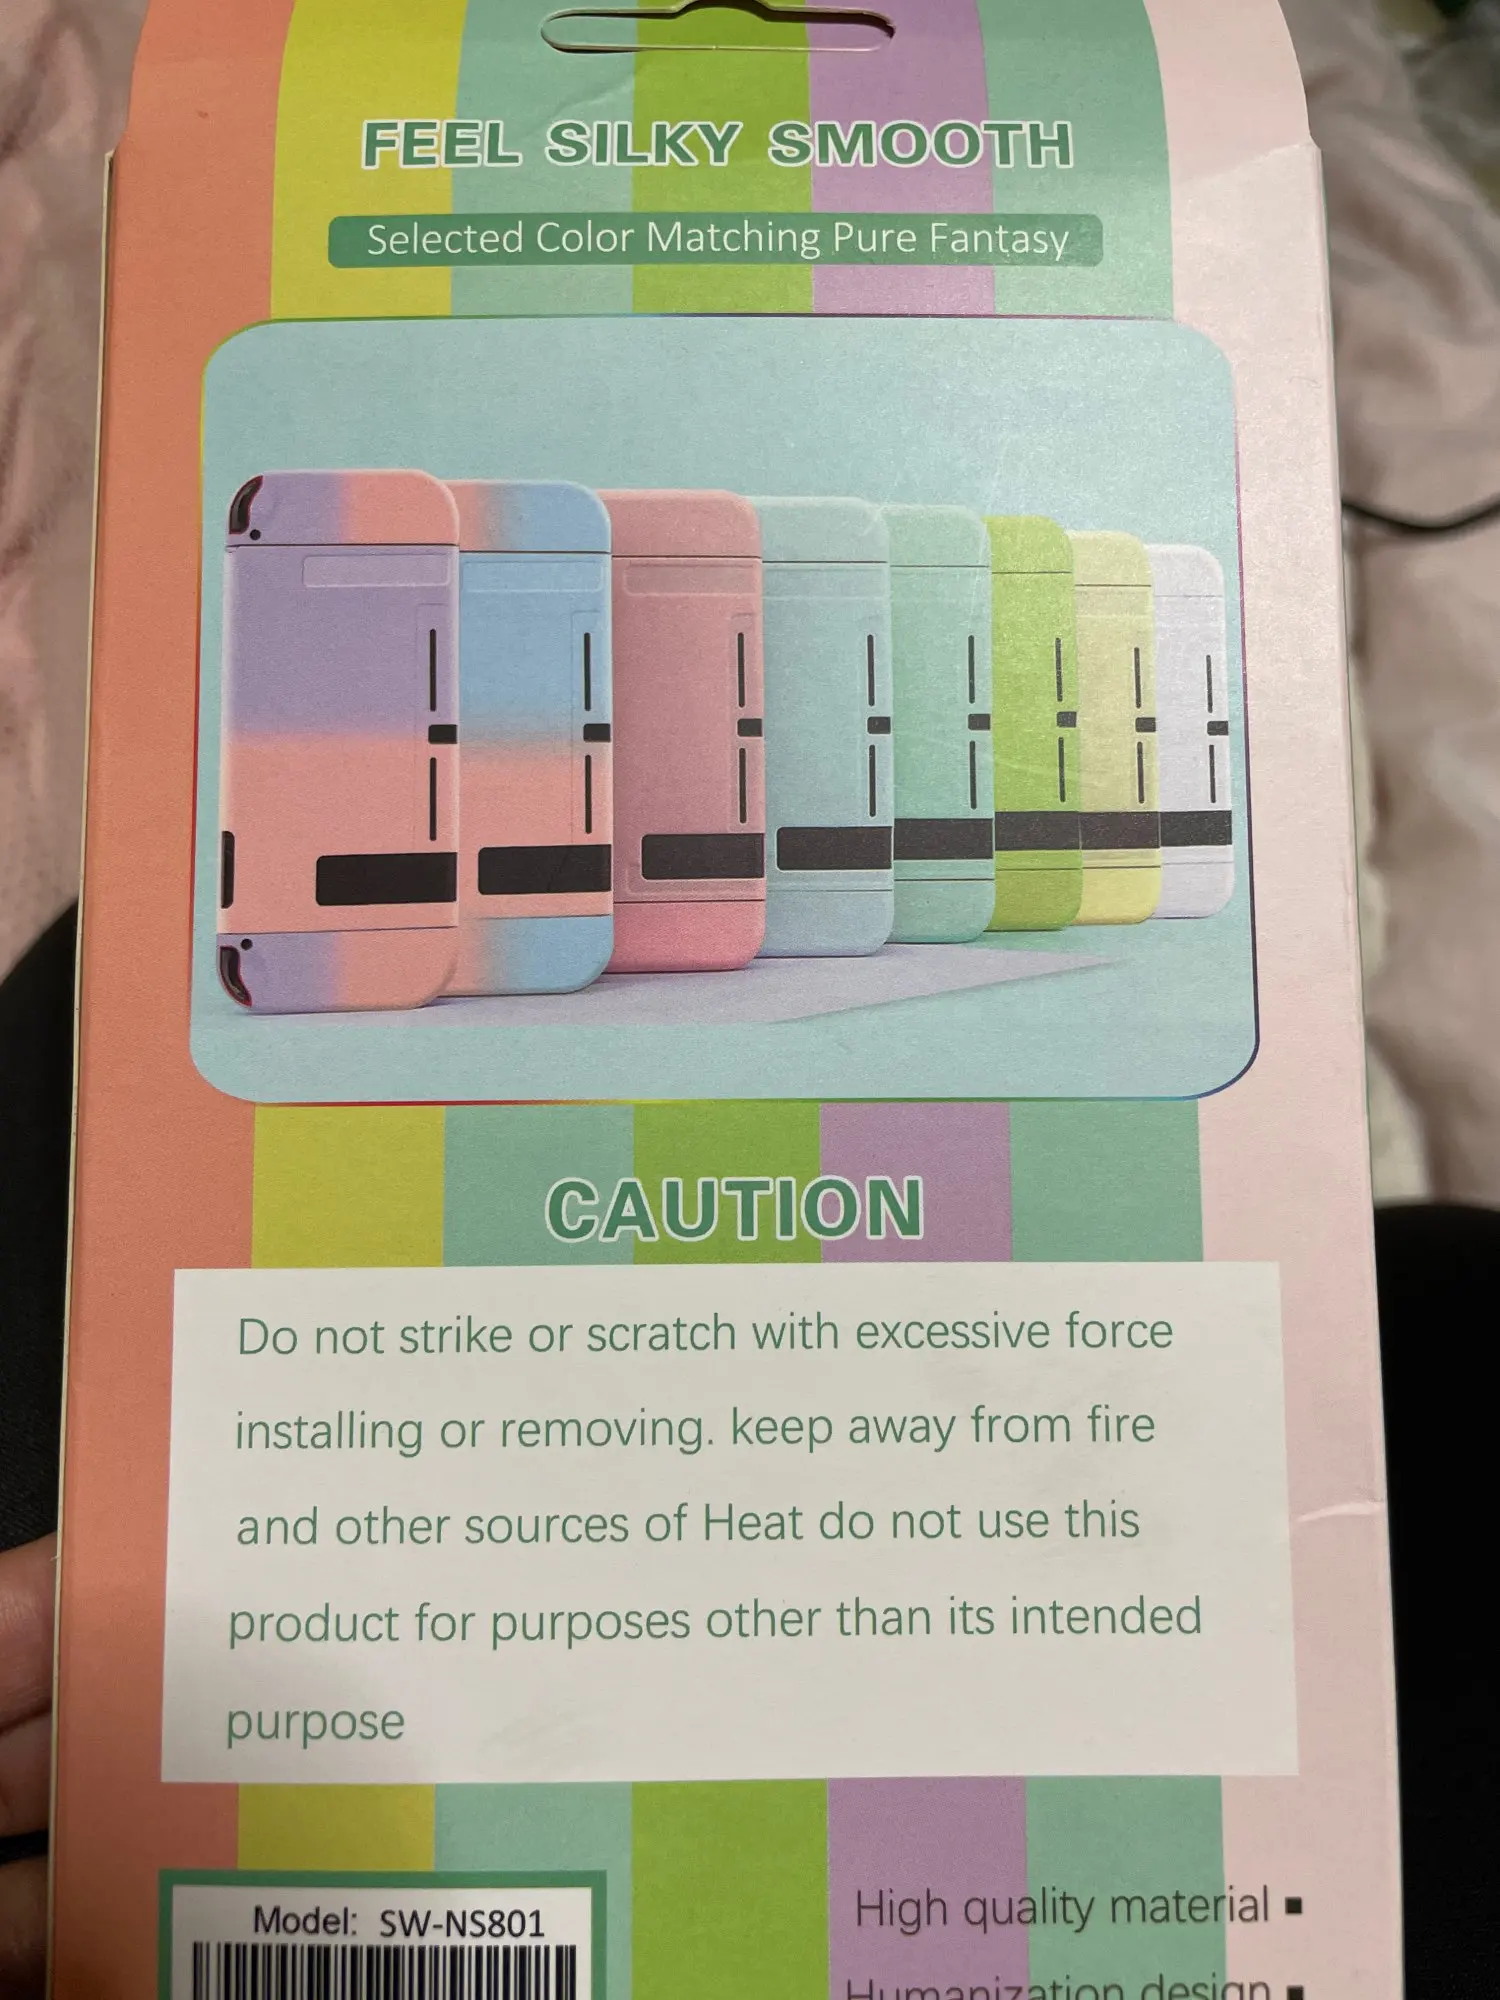 FEEL SILKY SMOOTH
Selected Color Matching Pure Fantasy
CAUTION
Do not strike or scratch with excessive force
installing or removing. keep away from fire
and other sources of Heat do not use this
product for purposes other than its intended
purpose
Model: SW-NS801
High quality material ▪
Humanization design ▪